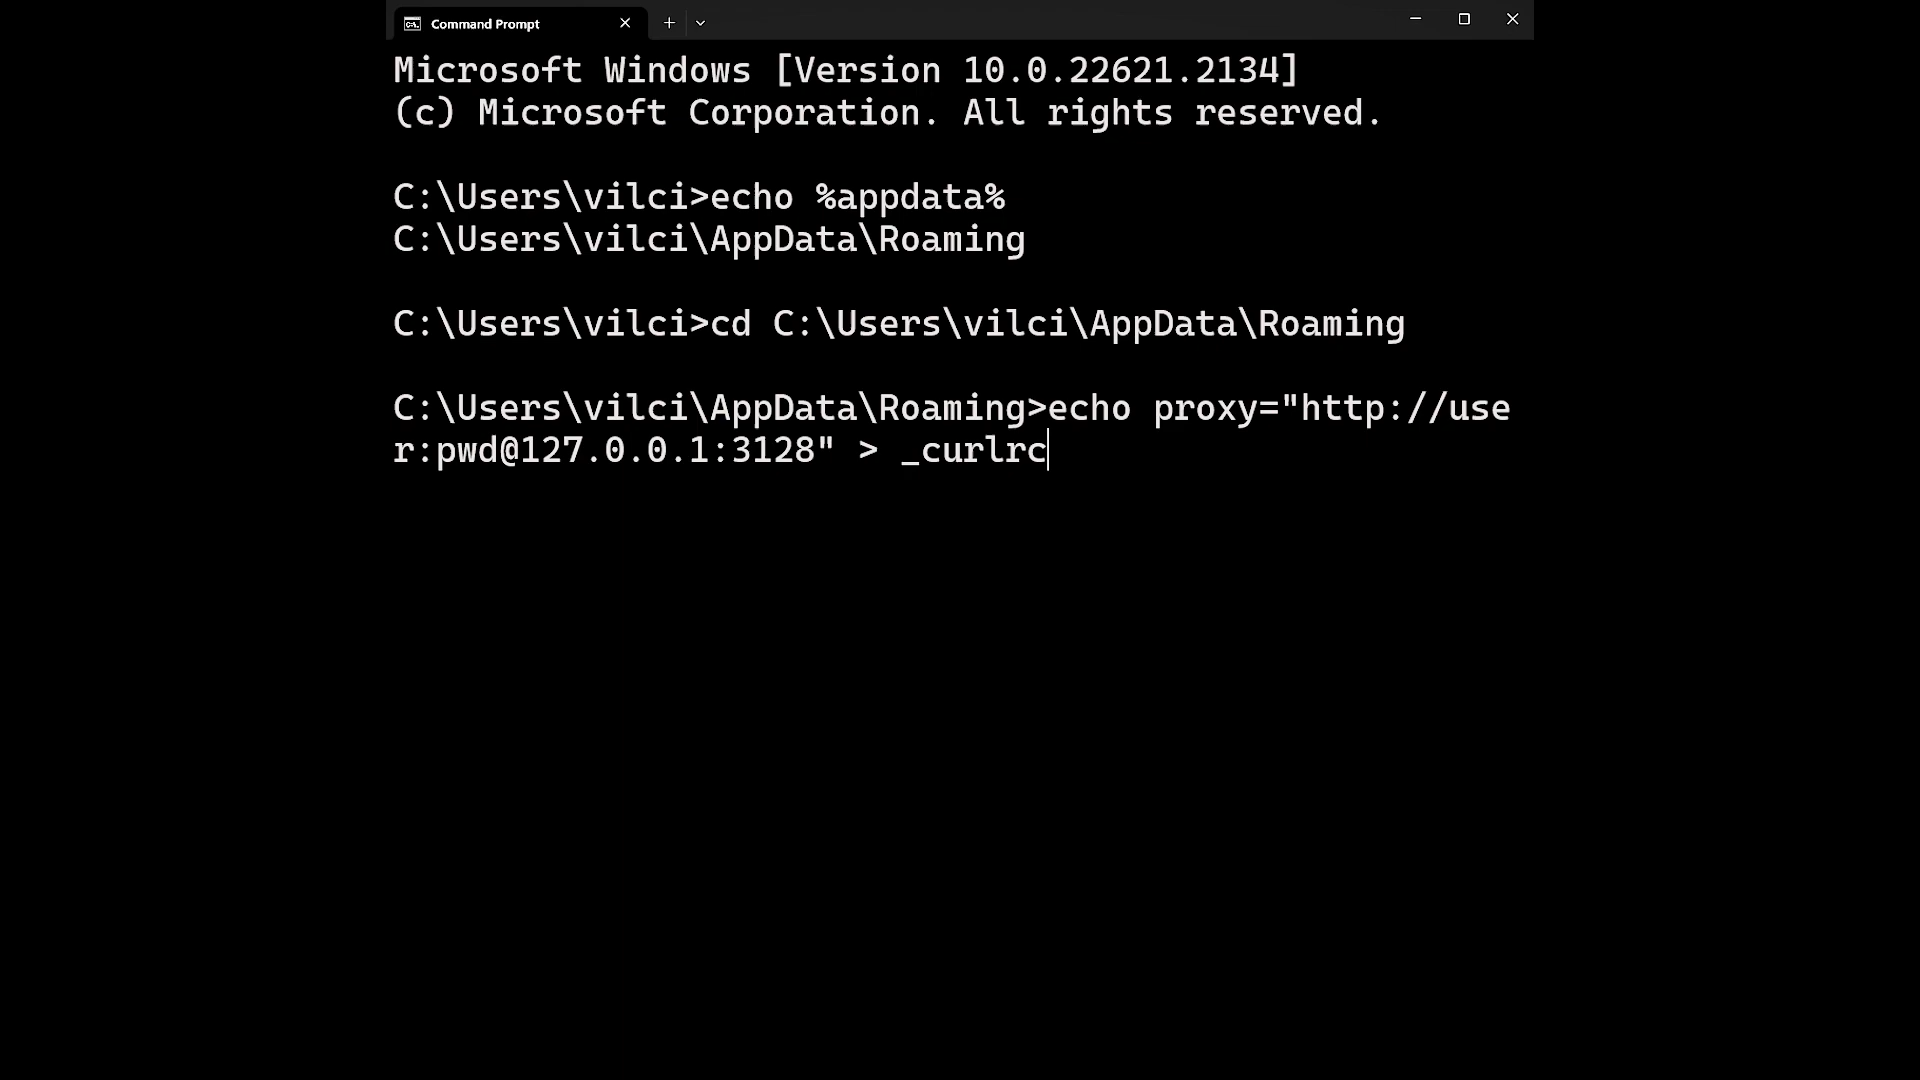 Command Prompt
Microsoft Windows [Version 10.0.22621.2134]
(c) Microsoft Corporation. All rights reserved.
C:\Users\vilci>echo %appdata%
C:\Users\vilci\AppData\Roaming
C:\Users\vilci>cd C:\Users\vilci\AppData\Roaming
C:\Users\vilci\AppData\Roaming>echo proxy="http://use
r:pwd@127.0.0.1:3128" > _curlrc